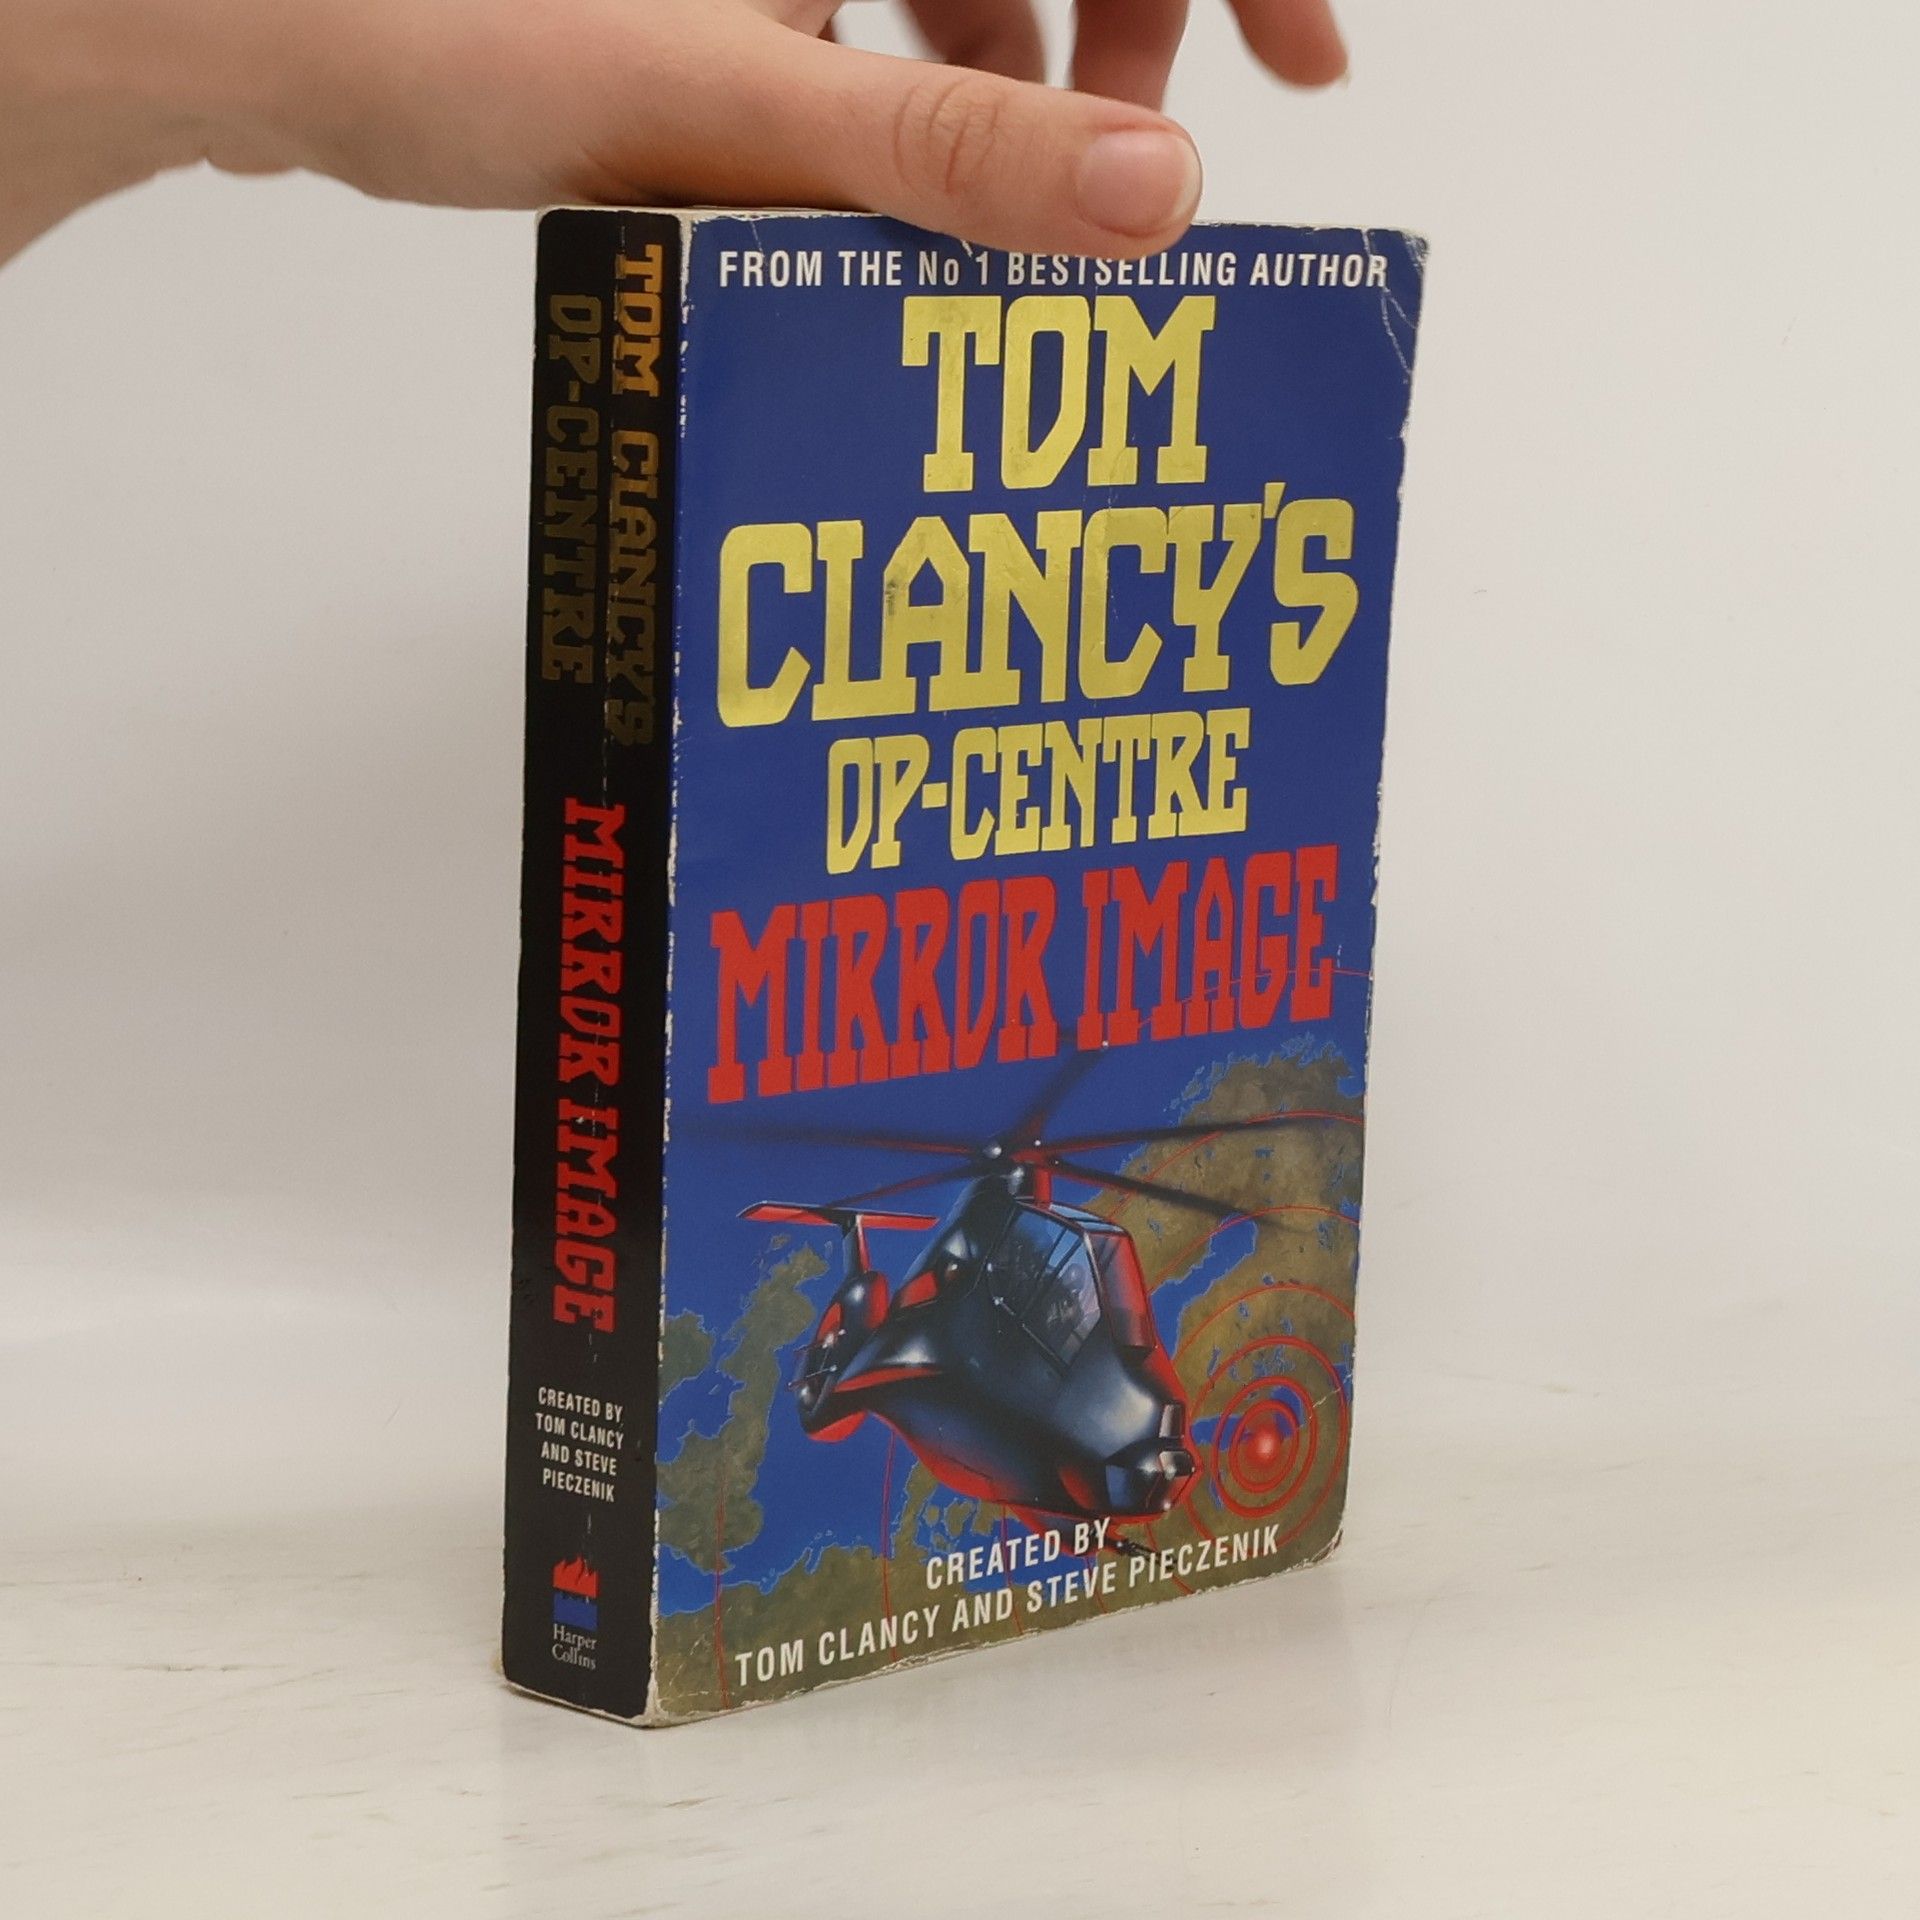 TOM CLANCY'S
OP-CENTRE
MIRROR IMAGE
CREATED BY
TOM CLANCY
AND STEVE
PIECZENIK
Harper
Collins
FROM THE No 1 BESTSELLING AUTHOR
TOM
CLANCY'S
OP-CENTRE
MIRROR IMAGE
CREATED BY
TOM CLANCY AND STEVE PIECZENIK